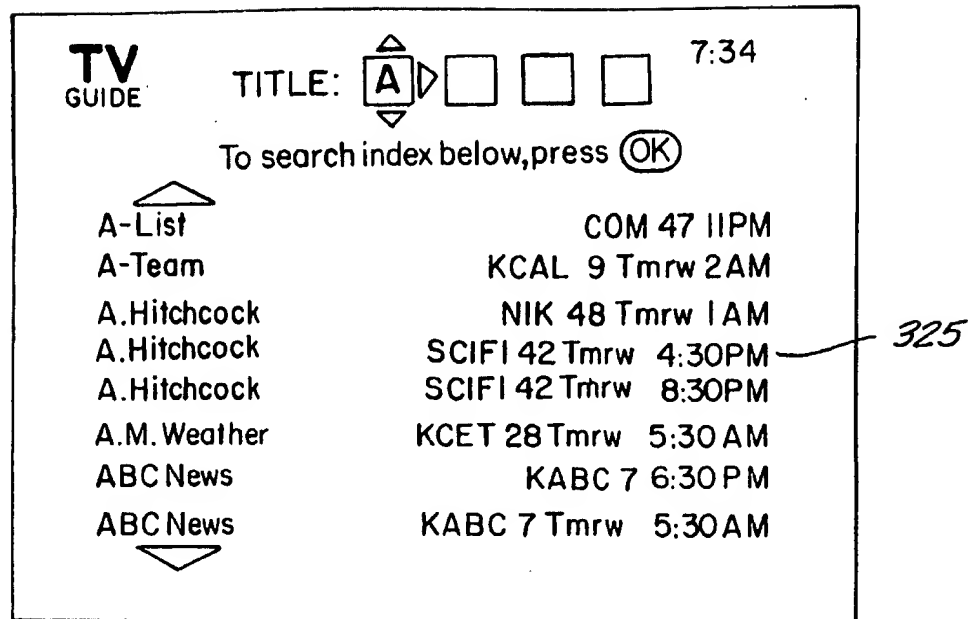 TV
GUIDE
TITLE: A
7:34
To search index below, press OK
A-List COM 47 11PM
A-Team KCAL 9 Tmrw 2AM
A.Hitchcock NIK 48 Tmrw 1AM
A.Hitchcock SCIFI 42 Tmrw 4:30PM
325
A.Hitchcock SCIFI 42 Tmrw 8:30PM
A.M. Weather KCET 28 Tmrw 5:30AM
ABC News KABC 7 6:30PM
ABC News KABC 7 Tmrw 5:30AM